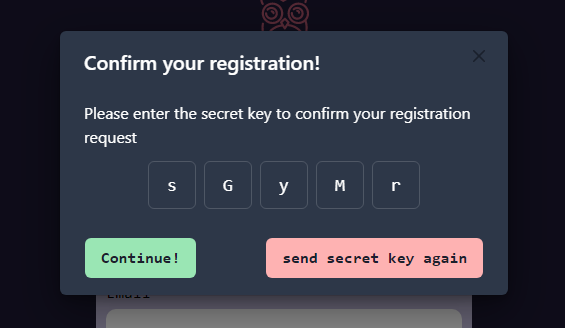 Confirm your registration!
Please enter the secret key to confirm your registration
request
s G y M r
Continue! send secret key again
Email